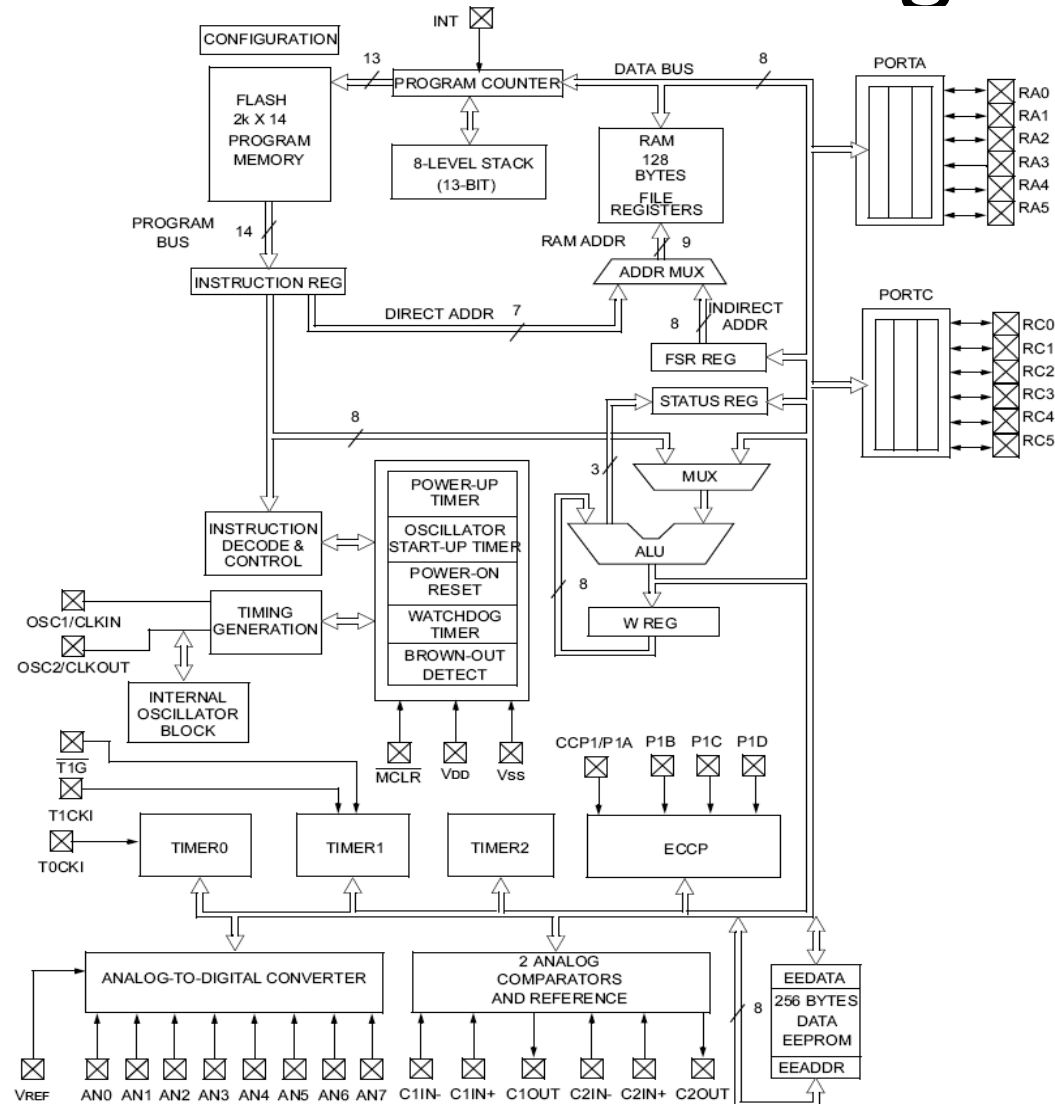 INT
CONFIGURATION
13
PROGRAM COUNTER
DATA BUS
8
PORTA
FLASH
2k X 14
PROGRAM
MEMORY
8-LEVEL STACK
(13-BIT)
RAM
128
BYTES
FILE
REGISTERS
RA0
RA1
RA2
RA3
RA4
RA5
PROGRAM
BUS
14
RAM ADDR
9
ADDR MUX
INSTRUCTION REG
DIRECT ADDR
7
8
INDIRECT
ADDR
PORTC
FSR REG
STATUS REG
RC0
RC1
RC2
RC3
RC4
RC5
8
3
MUX
POWER-UP
TIMER
OSCILLATOR
START-UP TIMER
POWER-ON
RESET
WATCHDOG
TIMER
BROWN-OUT
DETECT
INSTRUCTION
DECODE &
CONTROL
ALU
8
W REG
OSC1/CLKIN
TIMING
GENERATION
OSC2/CLKOUT
INTERNAL
OSCILLATOR
BLOCK
T1G
MCLR
VDD
VSS
CCP1/P1A
P1B
P1C
P1D
T1CKI
T0CKI
TIMER0
TIMER1
TIMER2
ECCP
ANALOG-TO-DIGITAL CONVERTER
2 ANALOG
COMPARATORS
AND REFERENCE
8
EEDATA
256 BYTES
DATA
EEPROM
EEADDR
VREF
AN0
AN1
AN2
AN3
AN4
AN5
AN6
AN7
C1IN-
C1IN+
C1OUT
C2IN-
C2IN+
C2OUT